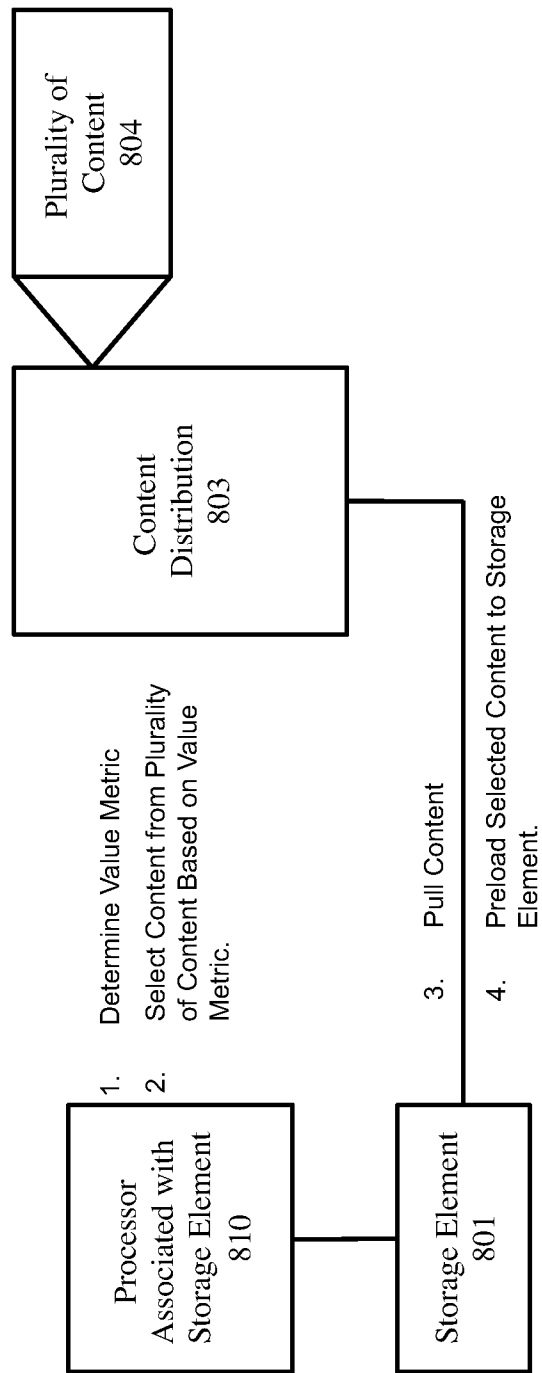 Processor
Associated with
Storage Element
810
1. Determine Value Metric
2. Select Content from Plurality
of Content Based on Value
Metric.
Content
Distribution
803
Plurality of
Content
804
Storage Element
801
3. Pull Content
4. Preload Selected Content to Storage
Element.